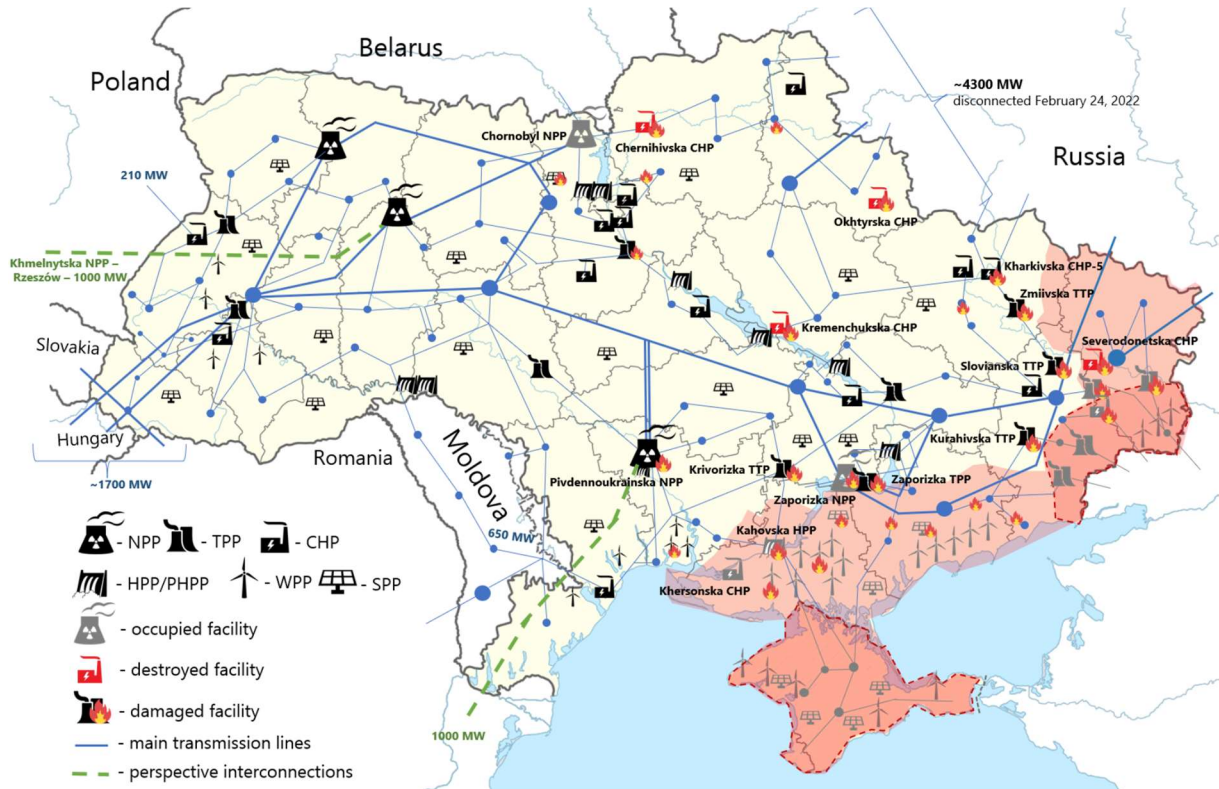 Belarus
Poland
~4300 MW
disconnected February 24, 2022
Chornobyl NPP
Chernihivska CHP
Russia
210 MW
Okhtyrska CHP
Khmelnytska NPP –
Rzeszów – 1000 MW
Kharkivska CHP-5
Zmiivska TTP
Kremenchukska CHP
Severodonetska CHP
Slovakia
Slovianska TTP
Hungary
Romania
Moldova
~1700 MW
Kurahivska TTP
Krivorizka TTP
Pivdennoukrainska NPP
Zaporizka TPP
Zaporizka NPP
Kahovska HPP
650 MW
Khersonska CHP
- NPP
- TPP
- CHP
- HPP/PHPP
- WPP
- SPP
- occupied facility
- destroyed facility
- damaged facility
1000 MW
- main transmission lines
- perspective interconnections